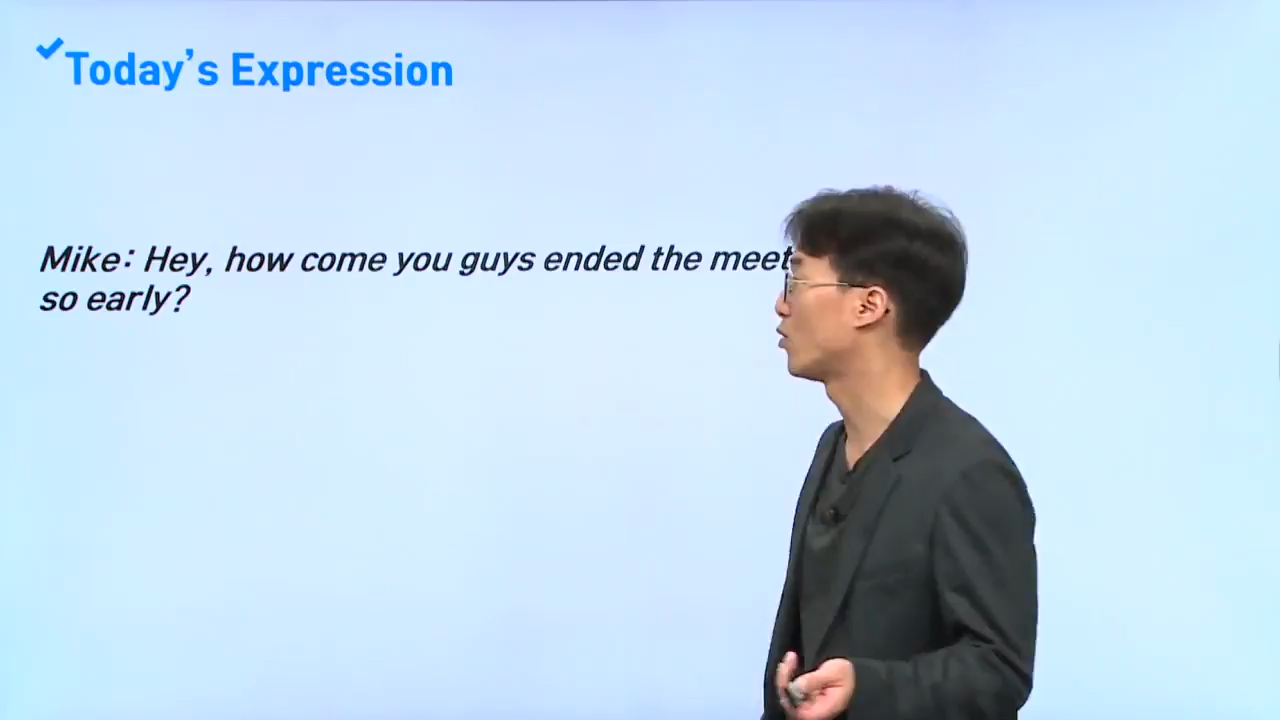 Today's Expression
Mike: Hey, how come you guys ended the meet
so early?